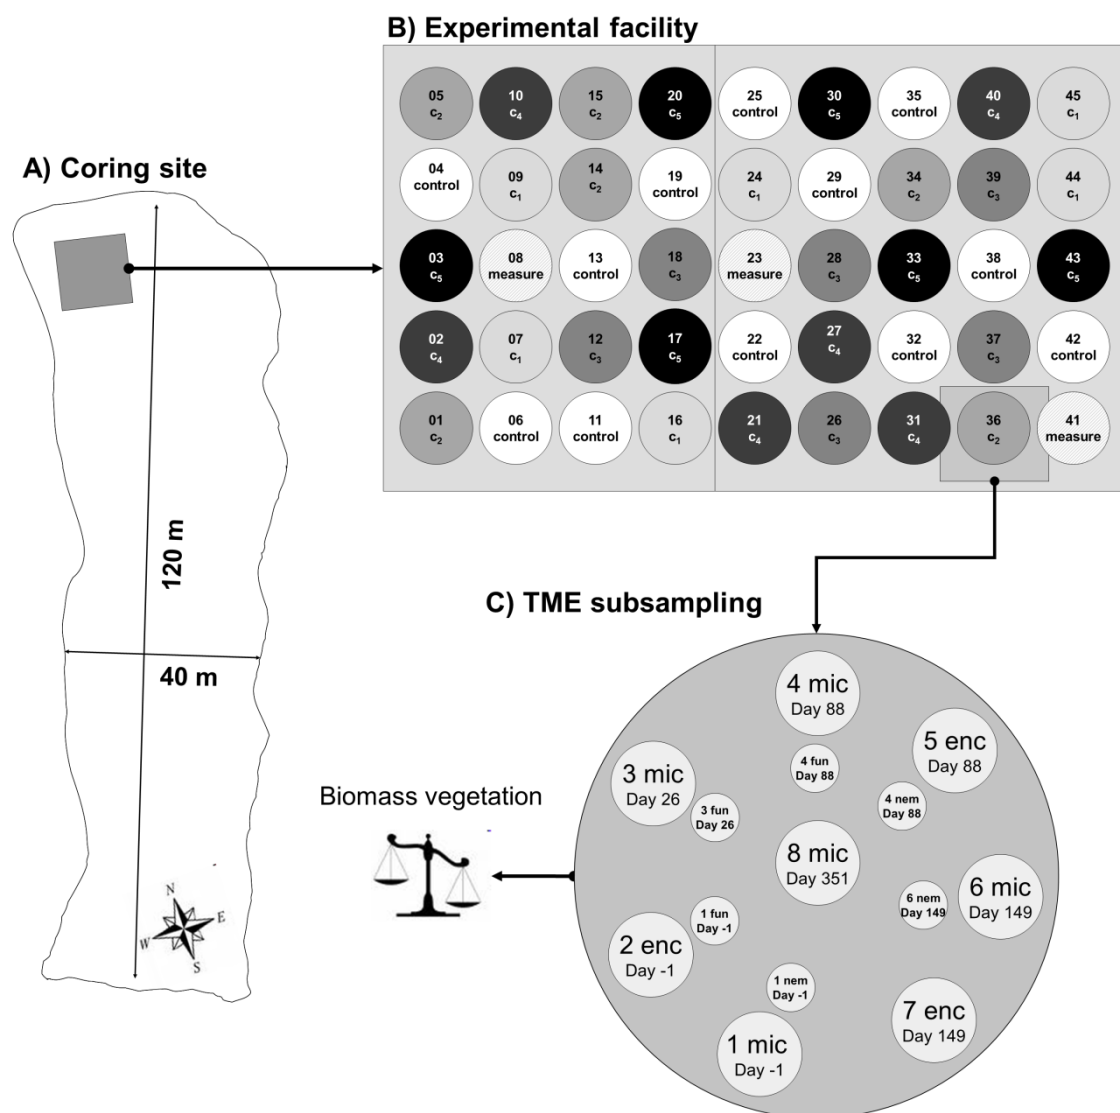 B) Experimental facility
05 10 15 20 25 30 35 40 45
c2 c4 c2 c5 control c5 control c4 c1
A) Coring site
04 09 14 19 24 29 34 39 44
control c1 c2 control c1 control c2 c3 c1
03 08 13 18 23 28 33 38 43
c5 measure control c3 measure c3 c5 control c5
02 07 12 17 22 27 32 37 42
c4 c1 c3 c5 control c4 control c3 control
01 06 11 16 21 26 31 36 41
c2 control control c1 c4 c3 c4 c2 measure
120 m
40 m
N
E
W
S
C) TME subsampling
4 mic
Day 88
5 enc
Day 88
3 mic
Day 26
4 fun
Day 88
4 nem
Day 88
3 fun
Day 26
Biomass vegetation
8 mic
Day 351
6 mic
Day 149
6 nem
Day 149
1 fun
Day -1
2 enc
Day -1
1 nem
Day -1
7 enc
Day 149
1 mic
Day -1